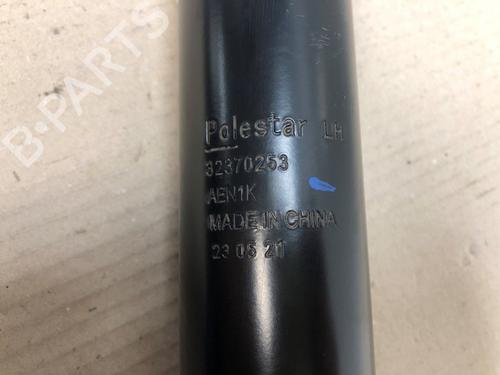 B-PARTS
Polestar LH
32370253
AEN1K
MADE IN CHINA
23 05 21